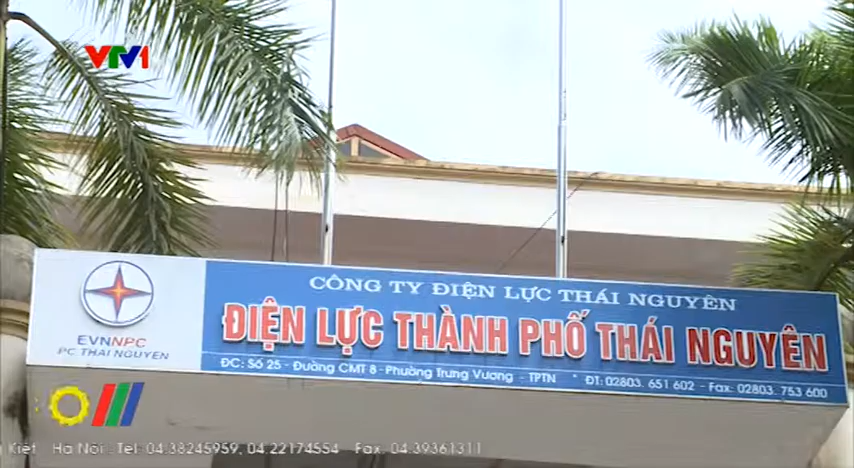 VTV1
CÔNG TY ĐIỆN LỰC THÁI NGUYÊN
ĐIỆN LỰC THÀNH PHỐ THÁI NGUYÊN
EVNNPC
PC THAI NGUYEN
ĐC: Số 25 - Đường CMT 8 - Phường Trưng Vương - TPTN * ĐT: 02803. 651 602 - Fax: 02803. 753 600
Kiết Hà Nội : Tel: 04.38245959, 04.22174554 Fax. 04.39361311